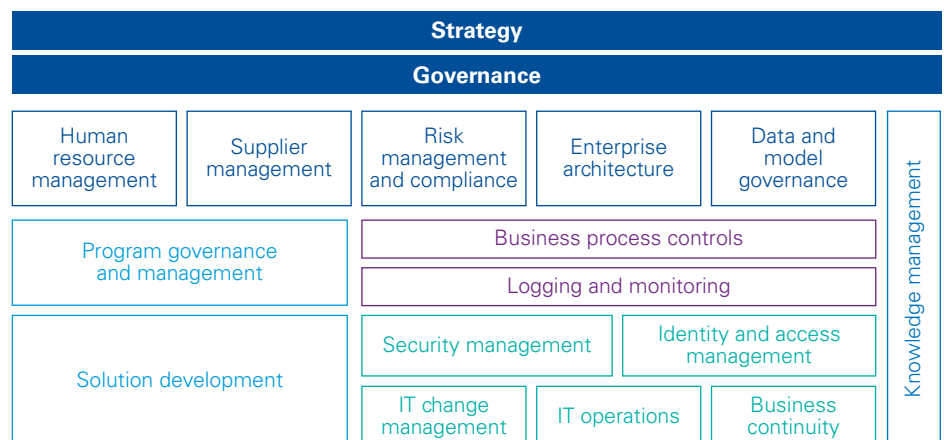 Strategy
Governance
Human
resource
management
Supplier
management
Risk
management
and compliance
Enterprise
architecture
Data and
model
governance
Knowledge management
Program governance
and management
Business process controls
Logging and monitoring
Solution development
Security management
Identity and access
management
IT change
management
IT operations
Business
continuity